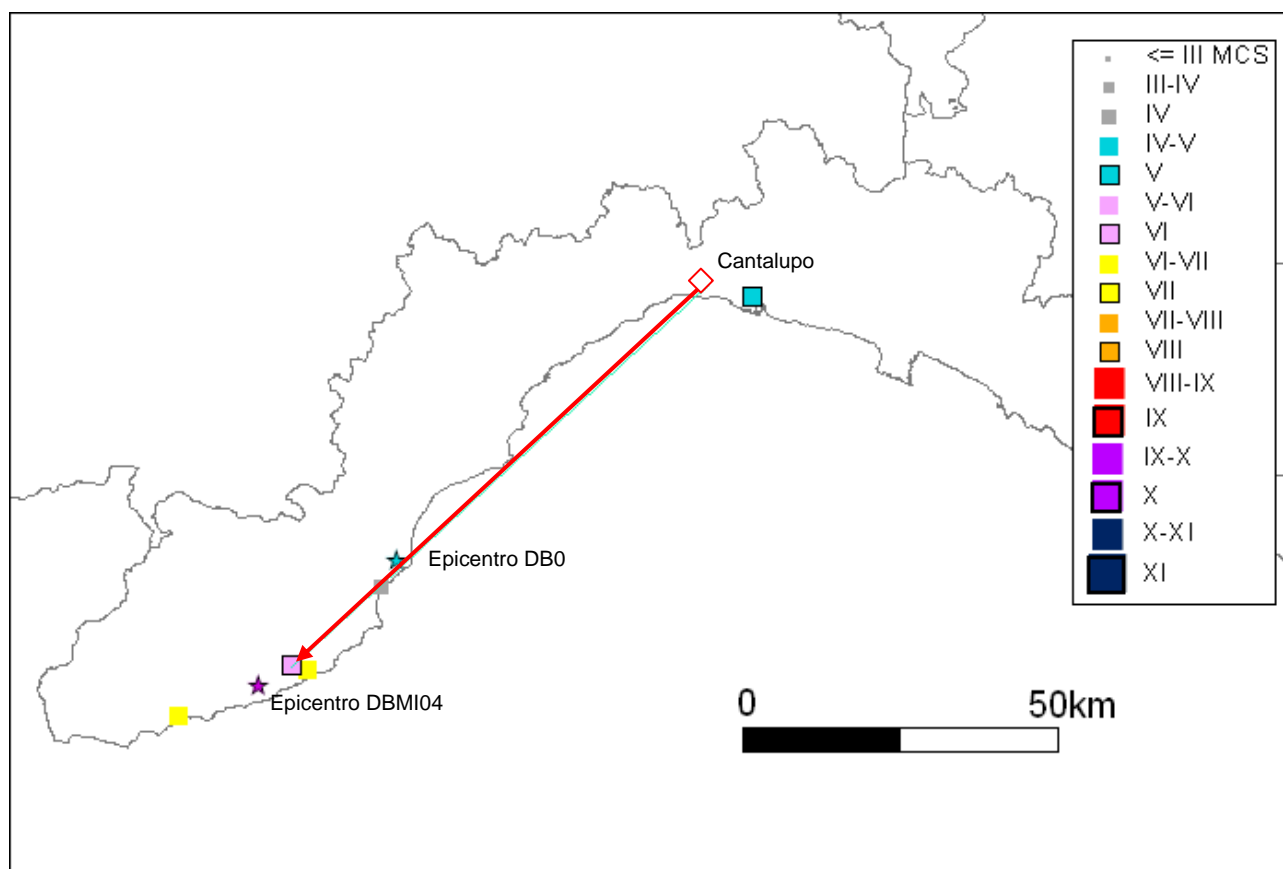 <= III MCS
III-IV
IV
IV-V
V
V-VI
VI
VI-VII
VII
VII-VIII
VIII
VIII-IX
IX
IX-X
X
X-XI
XI
Cantalupo
Epicentro DB0
Epicentro DBMI04
0 50km